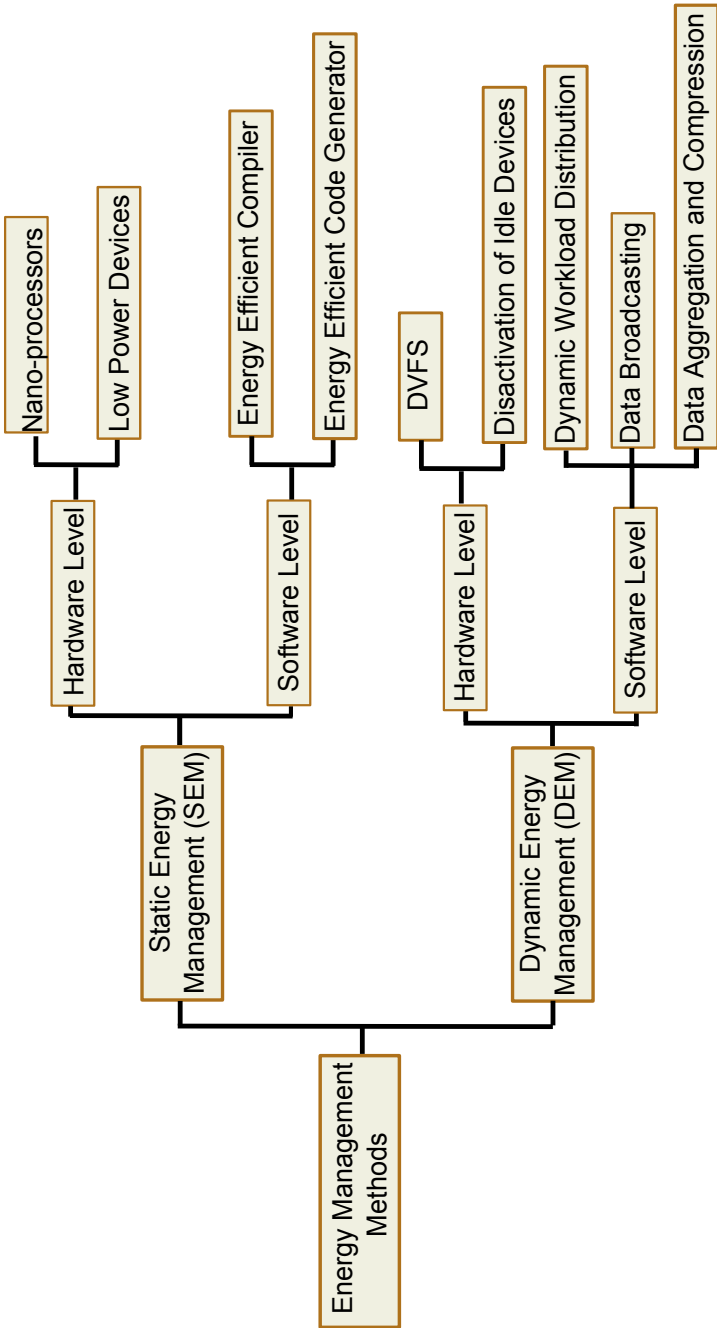 Energy Management
Methods
Static Energy
Management (SEM)
Hardware Level
Nano-processors
Low Power Devices
Software Level
Energy Efficient Compiler
Energy Efficient Code Generator
Dynamic Energy
Management (DEM)
Hardware Level
DVFS
Disactivation of Idle Devices
Software Level
Dynamic Workload Distribution
Data Broadcasting
Data Aggregation and Compression